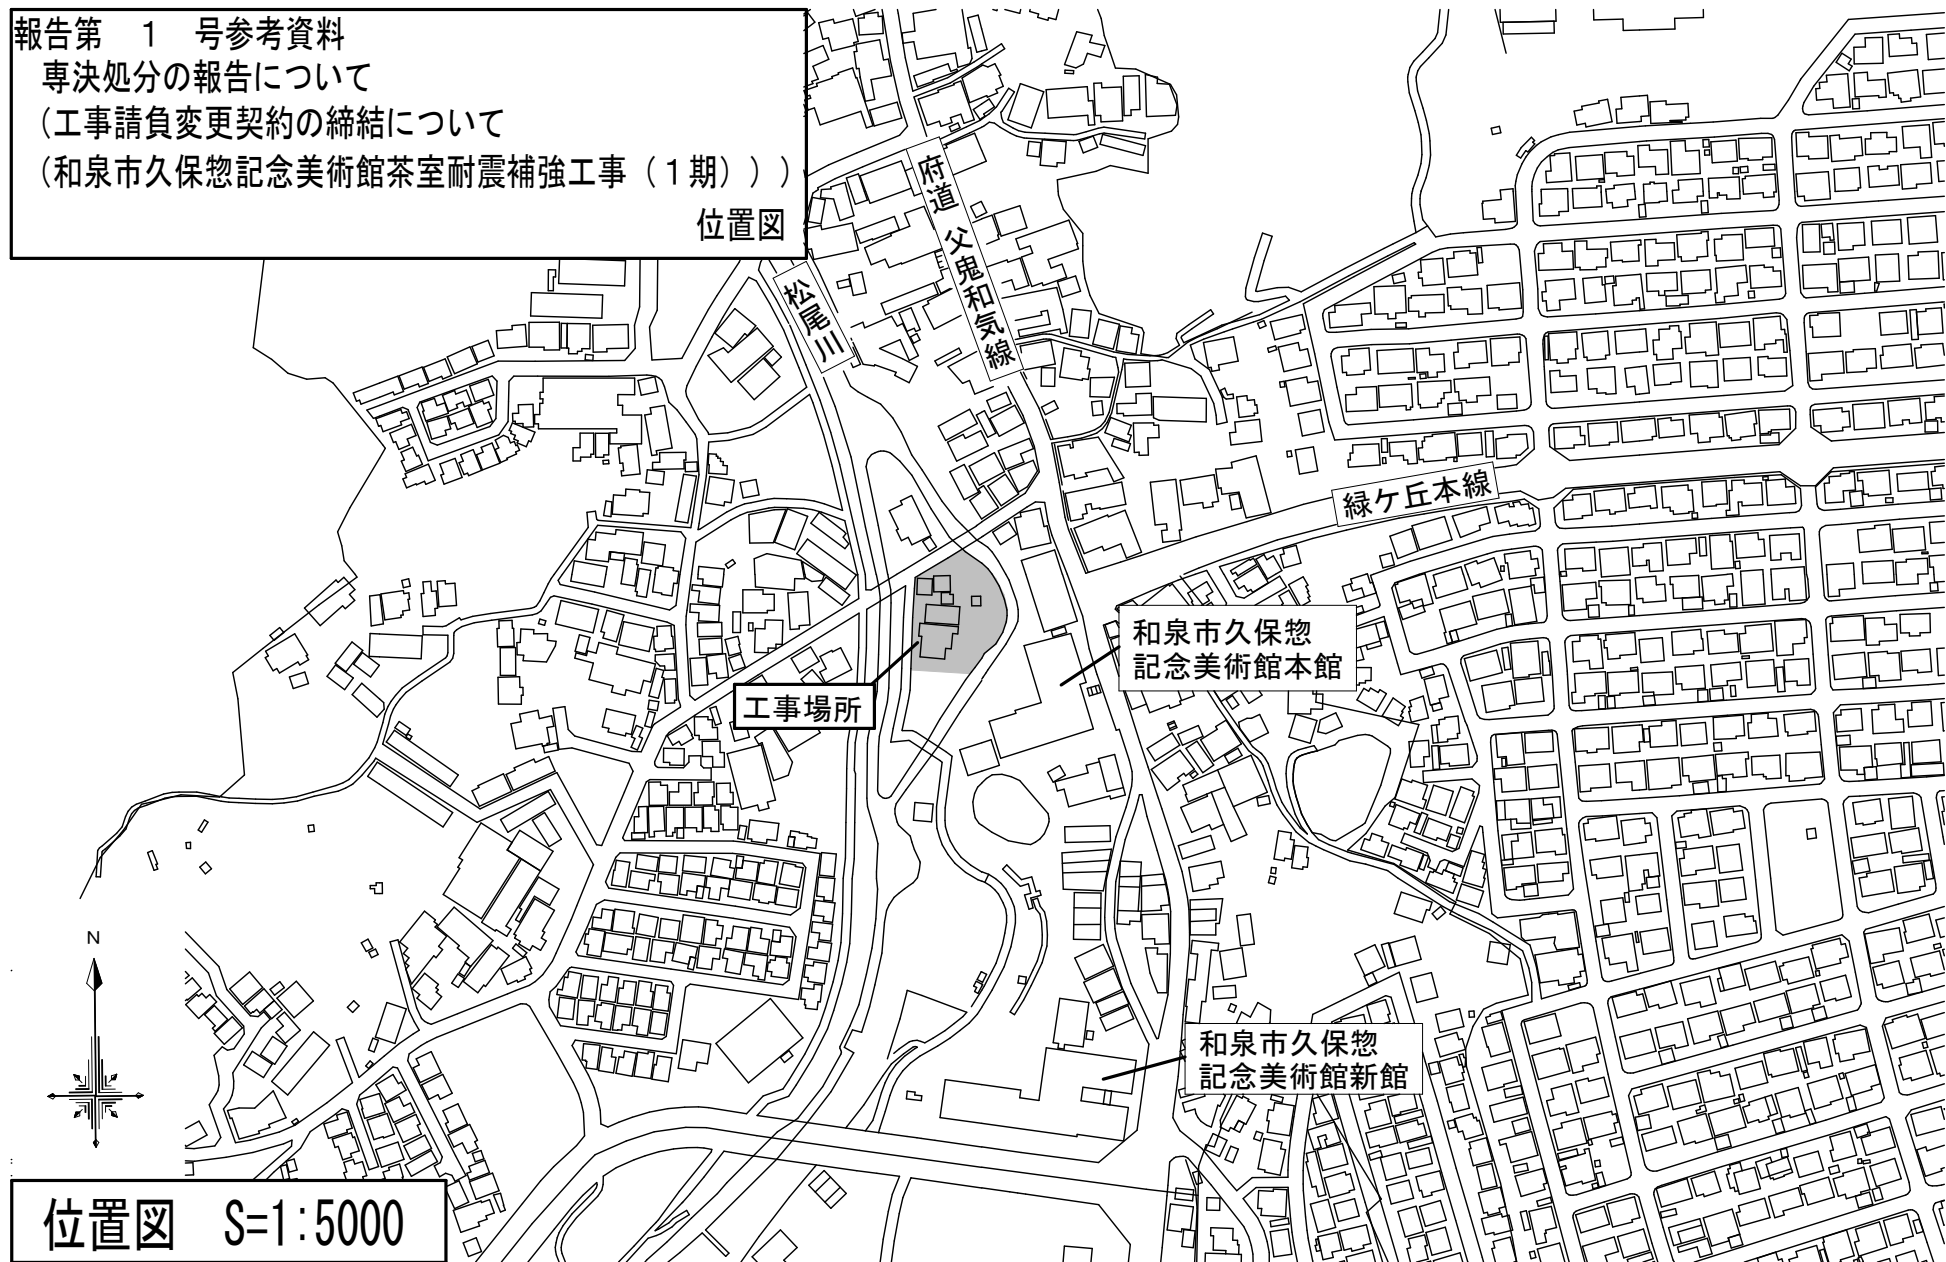 報告第　1　号参考資料
専決処分の報告について
（工事請負変更契約の締結について
（和泉市久保惣記念美術館茶室耐震補強工事（１期）））
位置図
府道 父鬼和気線
松尾川
緑ケ丘本線
和泉市久保惣
記念美術館本館
工事場所
N
和泉市久保惣
記念美術館新館
位置図　S=1:5000